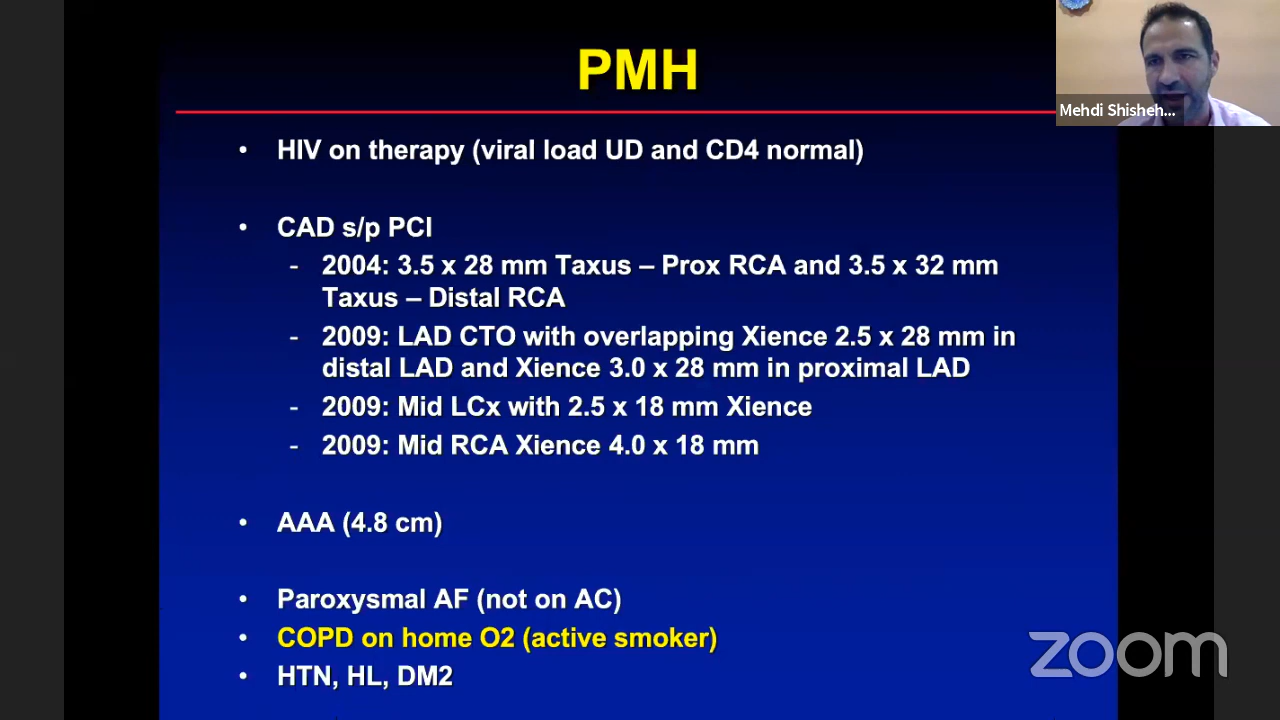 PMH
Mehdi Shisheh...
• HIV on therapy (viral load UD and CD4 normal)
• CAD s/p PCI
- 2004: 3.5 x 28 mm Taxus – Prox RCA and 3.5 x 32 mm
Taxus – Distal RCA
- 2009: LAD CTO with overlapping Xience 2.5 x 28 mm in
distal LAD and Xience 3.0 x 28 mm in proximal LAD
- 2009: Mid LCx with 2.5 x 18 mm Xience
- 2009: Mid RCA Xience 4.0 x 18 mm
• AAA (4.8 cm)
• Paroxysmal AF (not on AC)
• COPD on home O2 (active smoker)
• HTN, HL, DM2
zoom